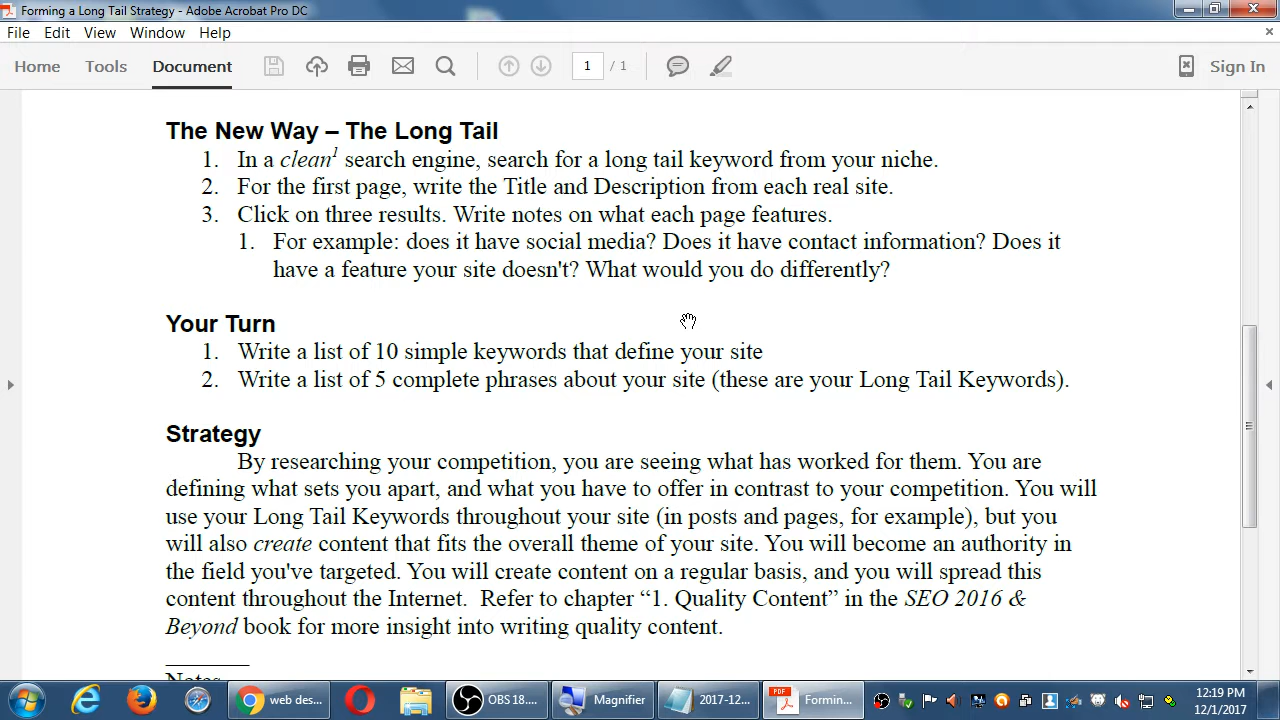 Forming a Long Tail Strategy - Adobe Acrobat Pro DC
File Edit View Window Help
Home Tools Document 1 / 1 Sign In
The New Way – The Long Tail
1. In a clean1 search engine, search for a long tail keyword from your niche.
2. For the first page, write the Title and Description from each real site.
3. Click on three results. Write notes on what each page features.
1. For example: does it have social media? Does it have contact information? Does it
have a feature your site doesn't? What would you do differently?
Your Turn
1. Write a list of 10 simple keywords that define your site
2. Write a list of 5 complete phrases about your site (these are your Long Tail Keywords).
Strategy
By researching your competition, you are seeing what has worked for them. You are
defining what sets you apart, and what you have to offer in contrast to your competition. You will
use your Long Tail Keywords throughout your site (in posts and pages, for example), but you
will also create content that fits the overall theme of your site. You will become an authority in
the field you've targeted. You will create content on a regular basis, and you will spread this
content throughout the Internet.  Refer to chapter “1. Quality Content” in the SEO 2016 &
Beyond book for more insight into writing quality content.
Notes
web des... OBS 18.... Magnifier 2017-12... PDF Formin... 12:19 PM
12/1/2017